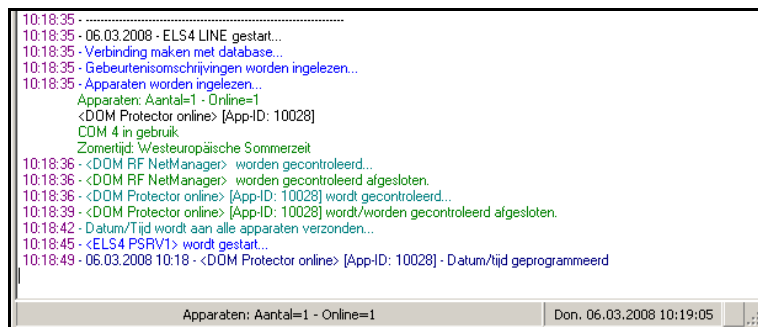 10:18:35 - ------------------------------------------------------------------------
10:18:35 - 06.03.2008 - ELS4 LINE gestart...
10:18:35 - Verbinding maken met database...
10:18:35 - Gebeurtenisomschrijvingen worden ingelezen...
10:18:35 - Apparaten worden ingelezen...
Apparaten: Aantal=1 - Online=1
<DOM Protector online> [App-ID: 10028]
COM 4 in gebruik
Zomertijd: Westeuropäische Sommerzeit
10:18:36 - <DOM RF NetManager> worden gecontroleerd...
10:18:36 - <DOM RF NetManager> worden gecontroleerd afgesloten.
10:18:36 - <DOM Protector online> [App-ID: 10028] wordt gecontroleerd...
10:18:39 - <DOM Protector online> [App-ID: 10028] wordt/worden gecontroleerd afgesloten.
10:18:42 - Datum/Tijd wordt aan alle apparaten verzonden...
10:18:45 - <ELS4 PSRV1> wordt gestart...
10:18:49 - 06.03.2008 10:18 - <DOM Protector online> [App-ID: 10028] - Datum/tijd geprogrammeerd
Apparaten: Aantal=1 - Online=1
Don. 06.03.2008 10:19:05